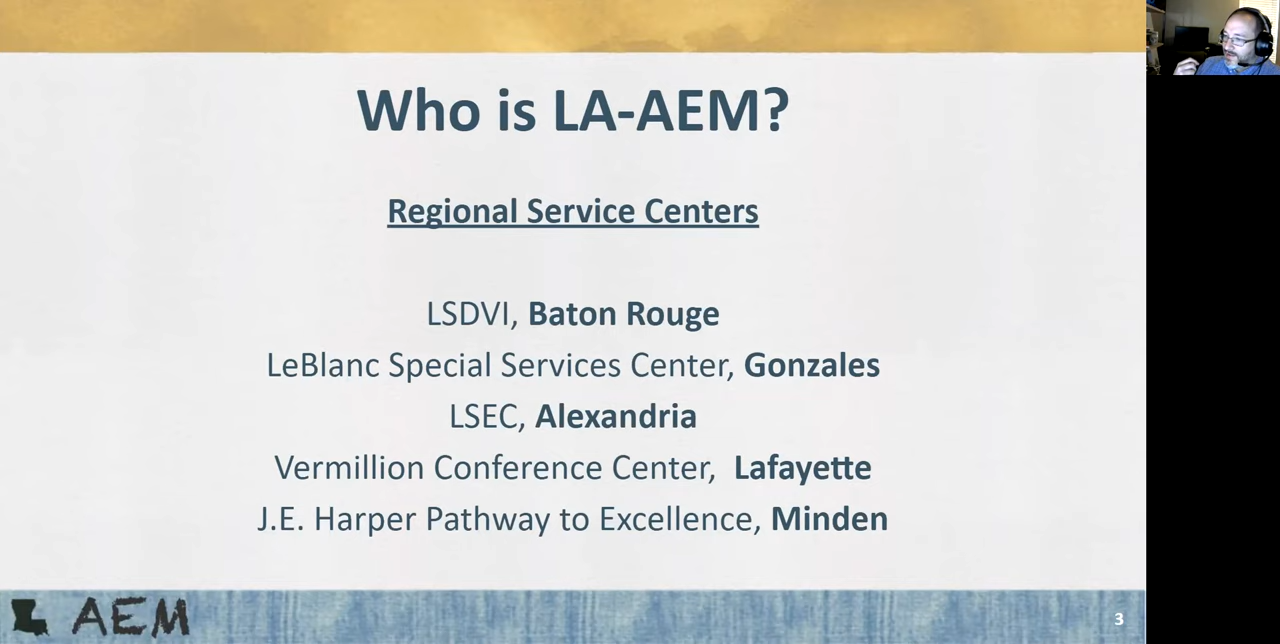 Who is LA-AEM?
Regional Service Centers
LSDVI, Baton Rouge
LeBlanc Special Services Center, Gonzales
LSEC, Alexandria
Vermillion Conference Center, Lafayette
J.E. Harper Pathway to Excellence, Minden
AEM
3